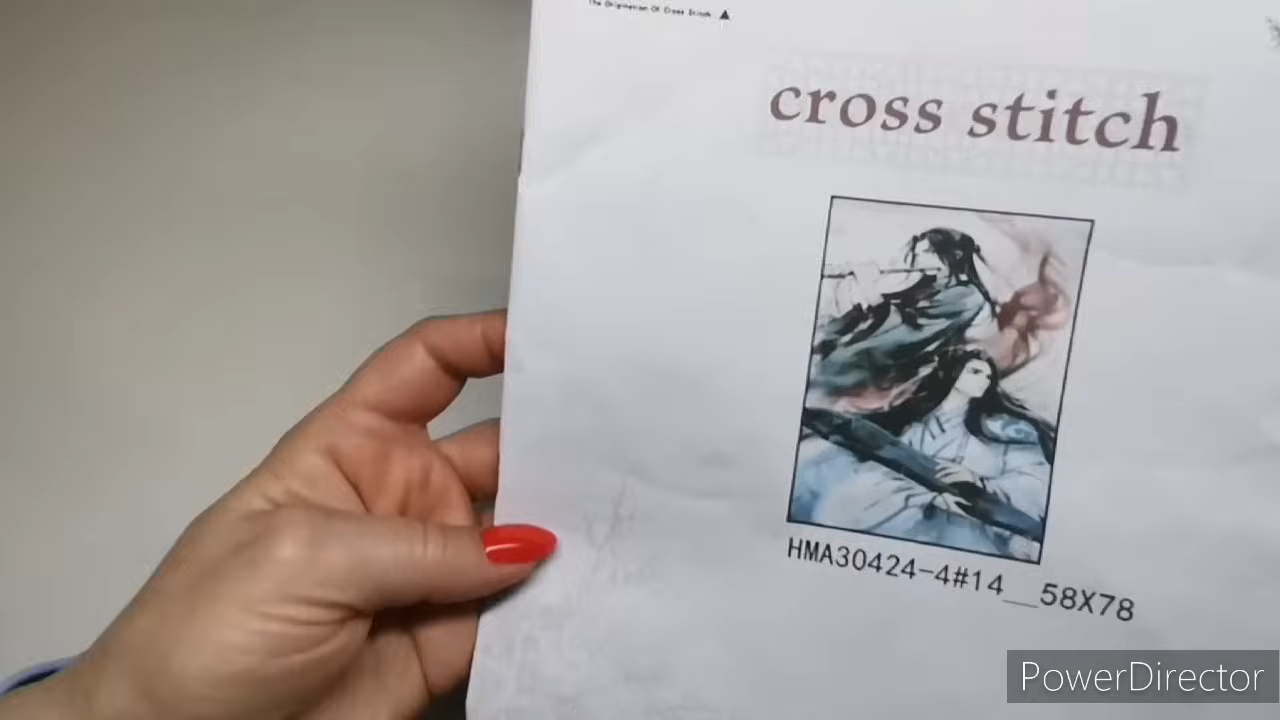 The Origination Of Cross Stitch ▲
cross stitch
HMA30424-4#14__58X78
PowerDirector